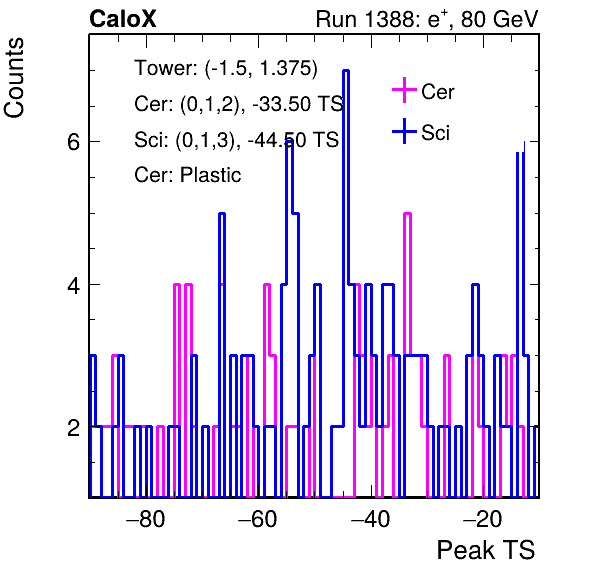 CaloX Run 1388: e⁺, 80 GeV
Counts
Tower: (-1.5, 1.375)
Cer: (0,1,2), -33.50 TS
Sci: (0,1,3), -44.50 TS
Cer: Plastic
Cer
Sci
6
4
2
−80 −60 −40 −20
Peak TS